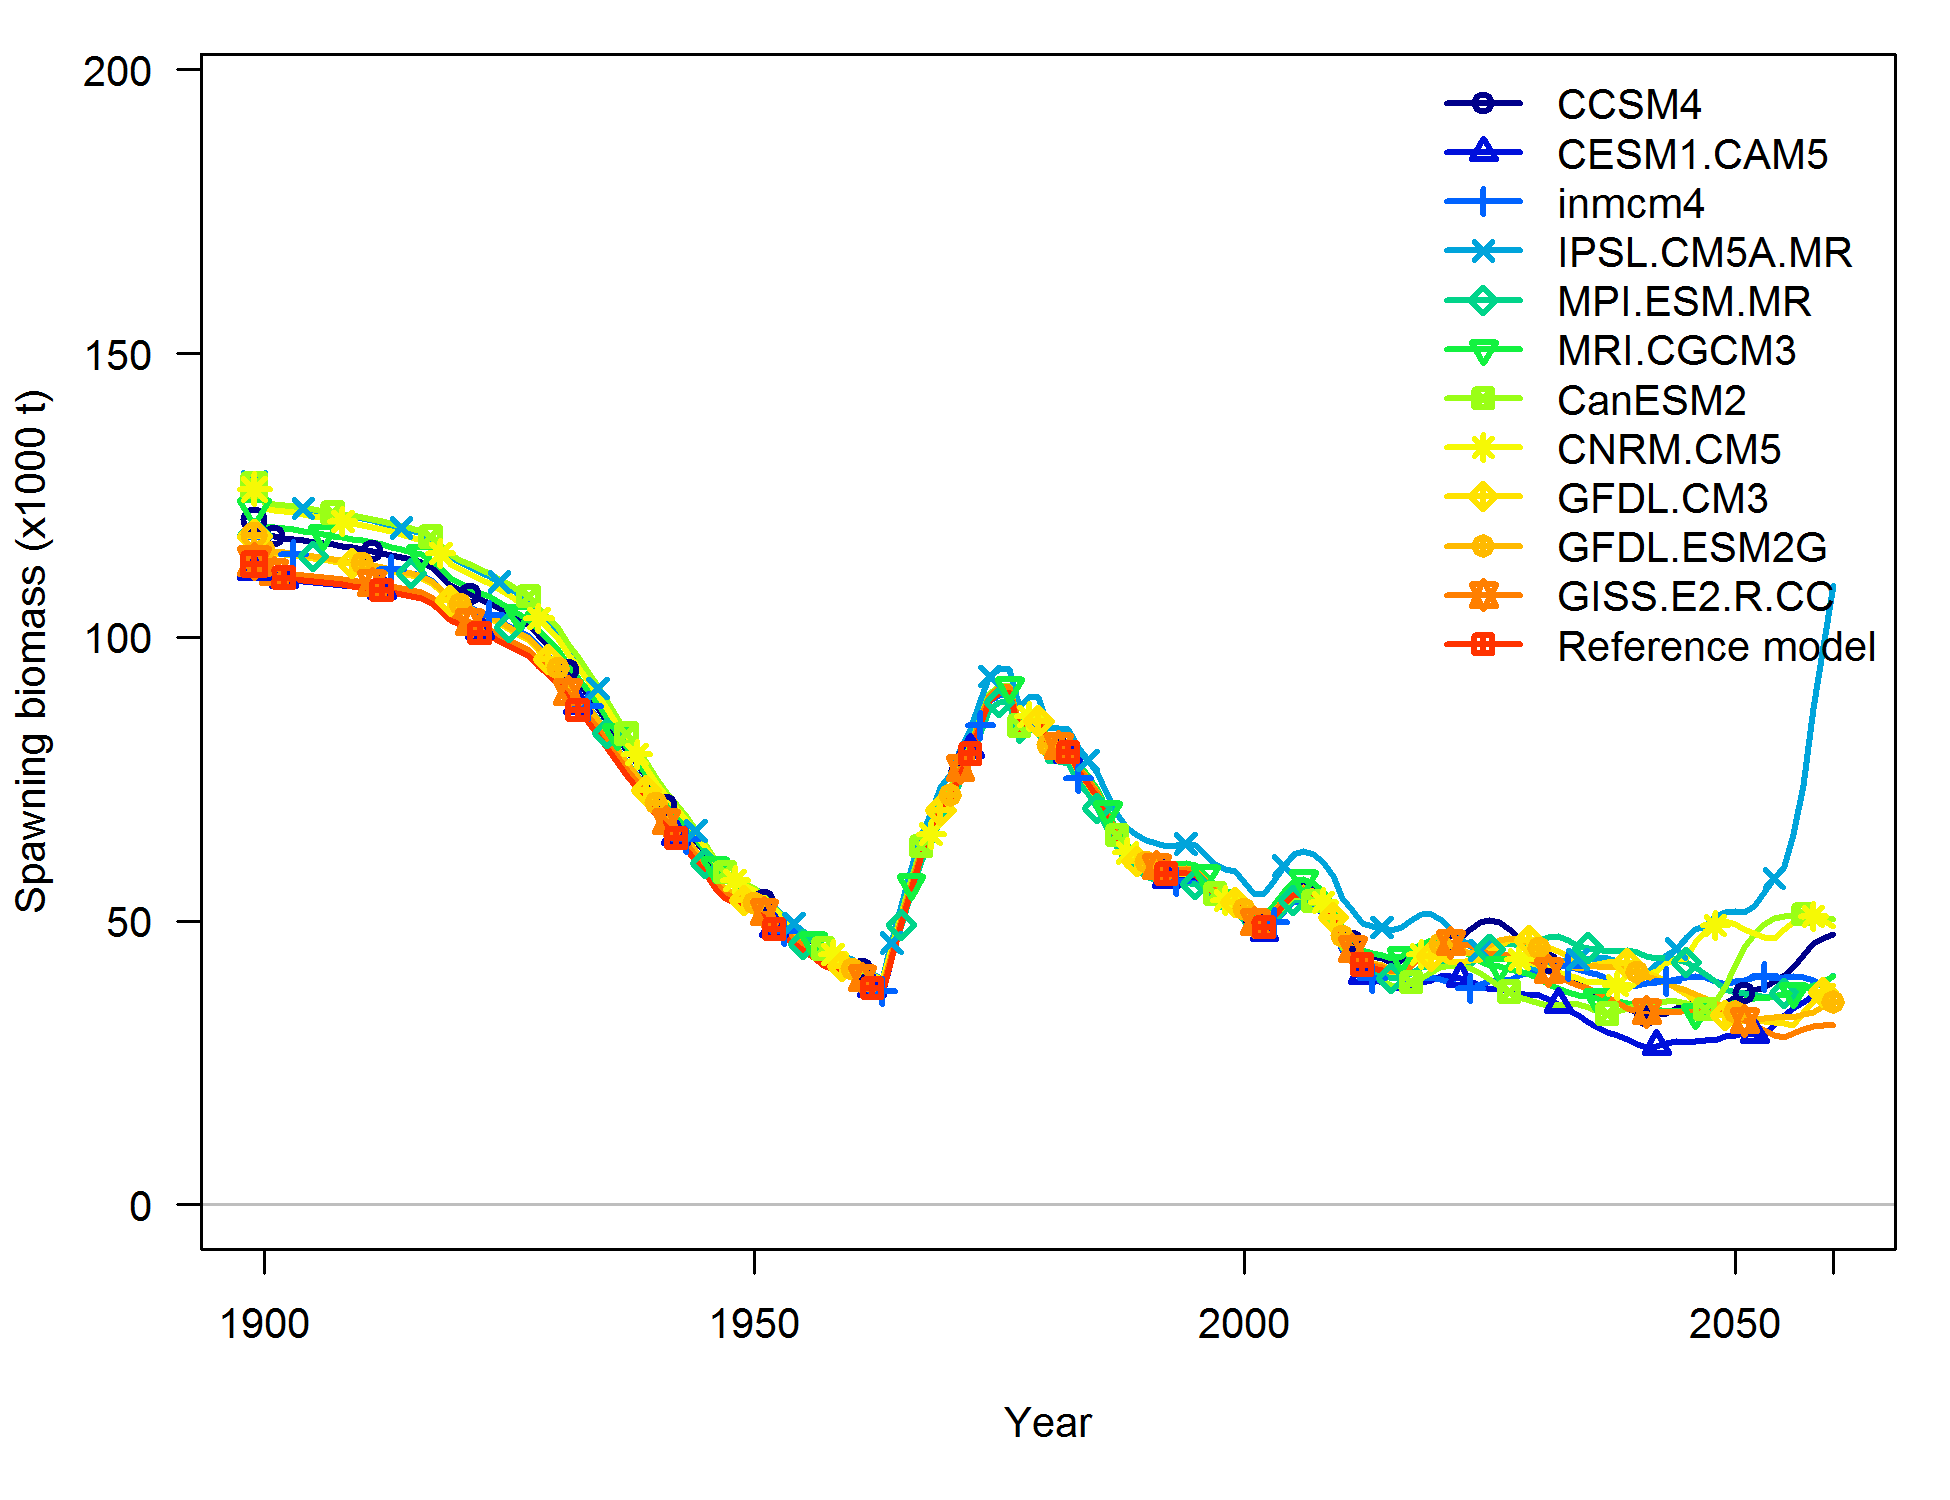 200
150
100
50
0
Spawning biomass (x1000 t)
CCSM4
CESM1.CAM5
inmcm4
IPSL.CM5A.MR
MPI.ESM.MR
MRI.CGCM3
CanESM2
CNRM.CM5
GFDL.CM3
GFDL.ESM2G
GISS.E2.R.CC
Reference model
1900 1950 2000 2050
Year